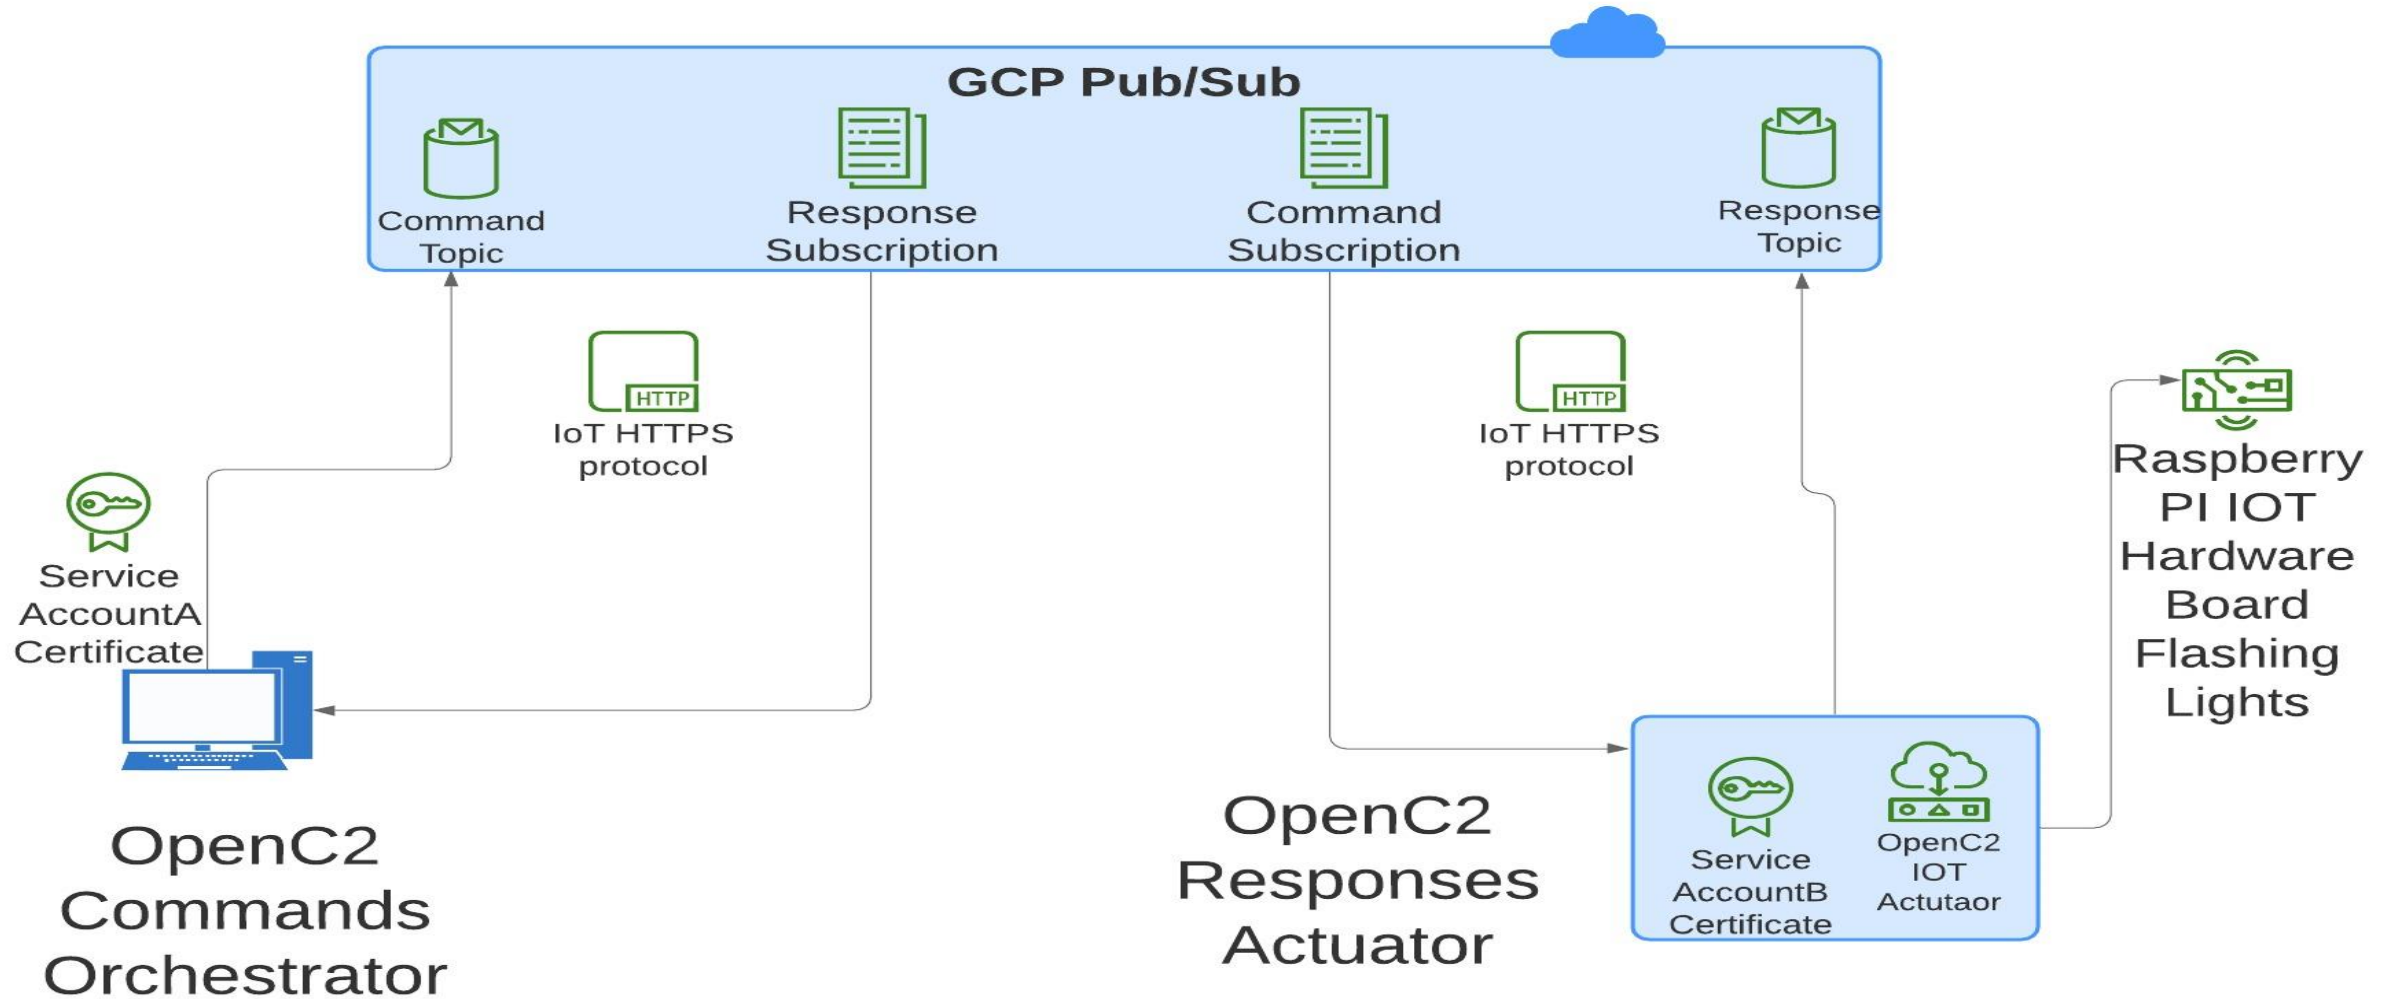 GCP Pub/Sub
Command
Topic
Response
Subscription
Command
Subscription
Response
Topic
HTTP
IoT HTTPS
protocol
HTTP
IoT HTTPS
protocol
Service
AccountA
Certificate
Raspberry
PI IOT
Hardware
Board
Flashing
Lights
OpenC2
Commands
Orchestrator
OpenC2
Responses
Actuator
Service
AccountB
Certificate
OpenC2
IOT
Actutaor